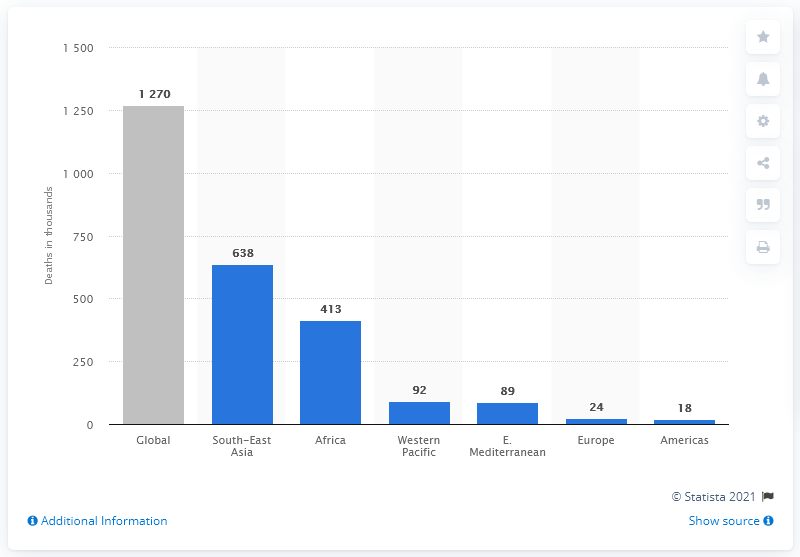 1 500
1 250
1 000
750
500
250
0
Deaths in thousands
1 270
638
413
92
89
24
18
Global
South-East
Asia
Africa
Western
Pacific
E.
Mediterranean
Europe
Americas
© Statista 2021
Additional Information
Show source